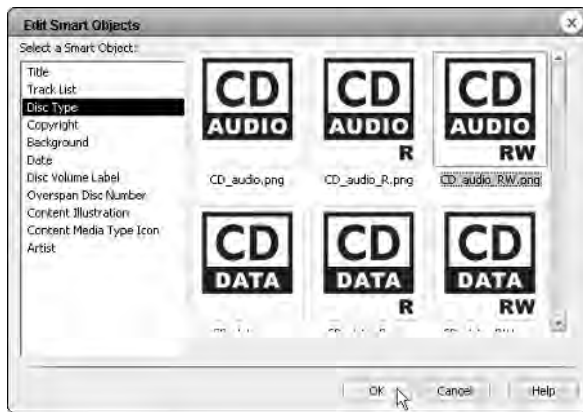 Edit Smart Objects
Select a Smart Object:
Title
Track List
Disc Type
Copyright
Background
Date
Disc Volume Label
Overspan Disc Number
Content Illustration
Content Media Type Icon
Artist
CD AUDIO
CD AUDIO R
CD AUDIO RW
CD_audio.png
CD_audio_R.png
CD_audio_RW.png
CD DATA
CD DATA R
CD DATA RW
OK
Cancel
Help